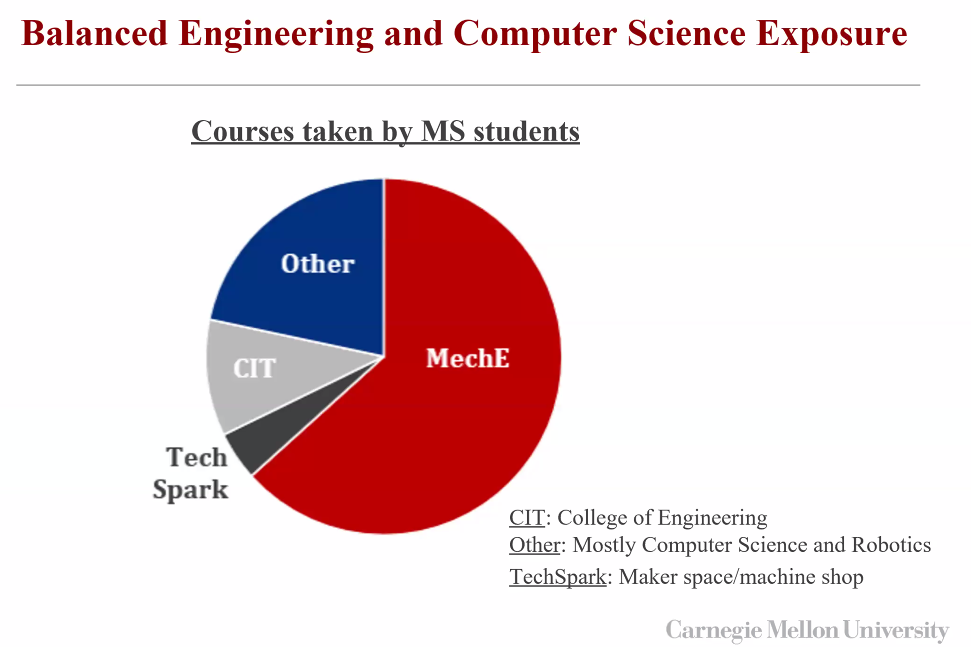 Balanced Engineering and Computer Science Exposure
Courses taken by MS students
Other
MechE
CIT
Tech
Spark
CIT: College of Engineering
Other: Mostly Computer Science and Robotics
TechSpark: Maker space/machine shop
Carnegie Mellon University